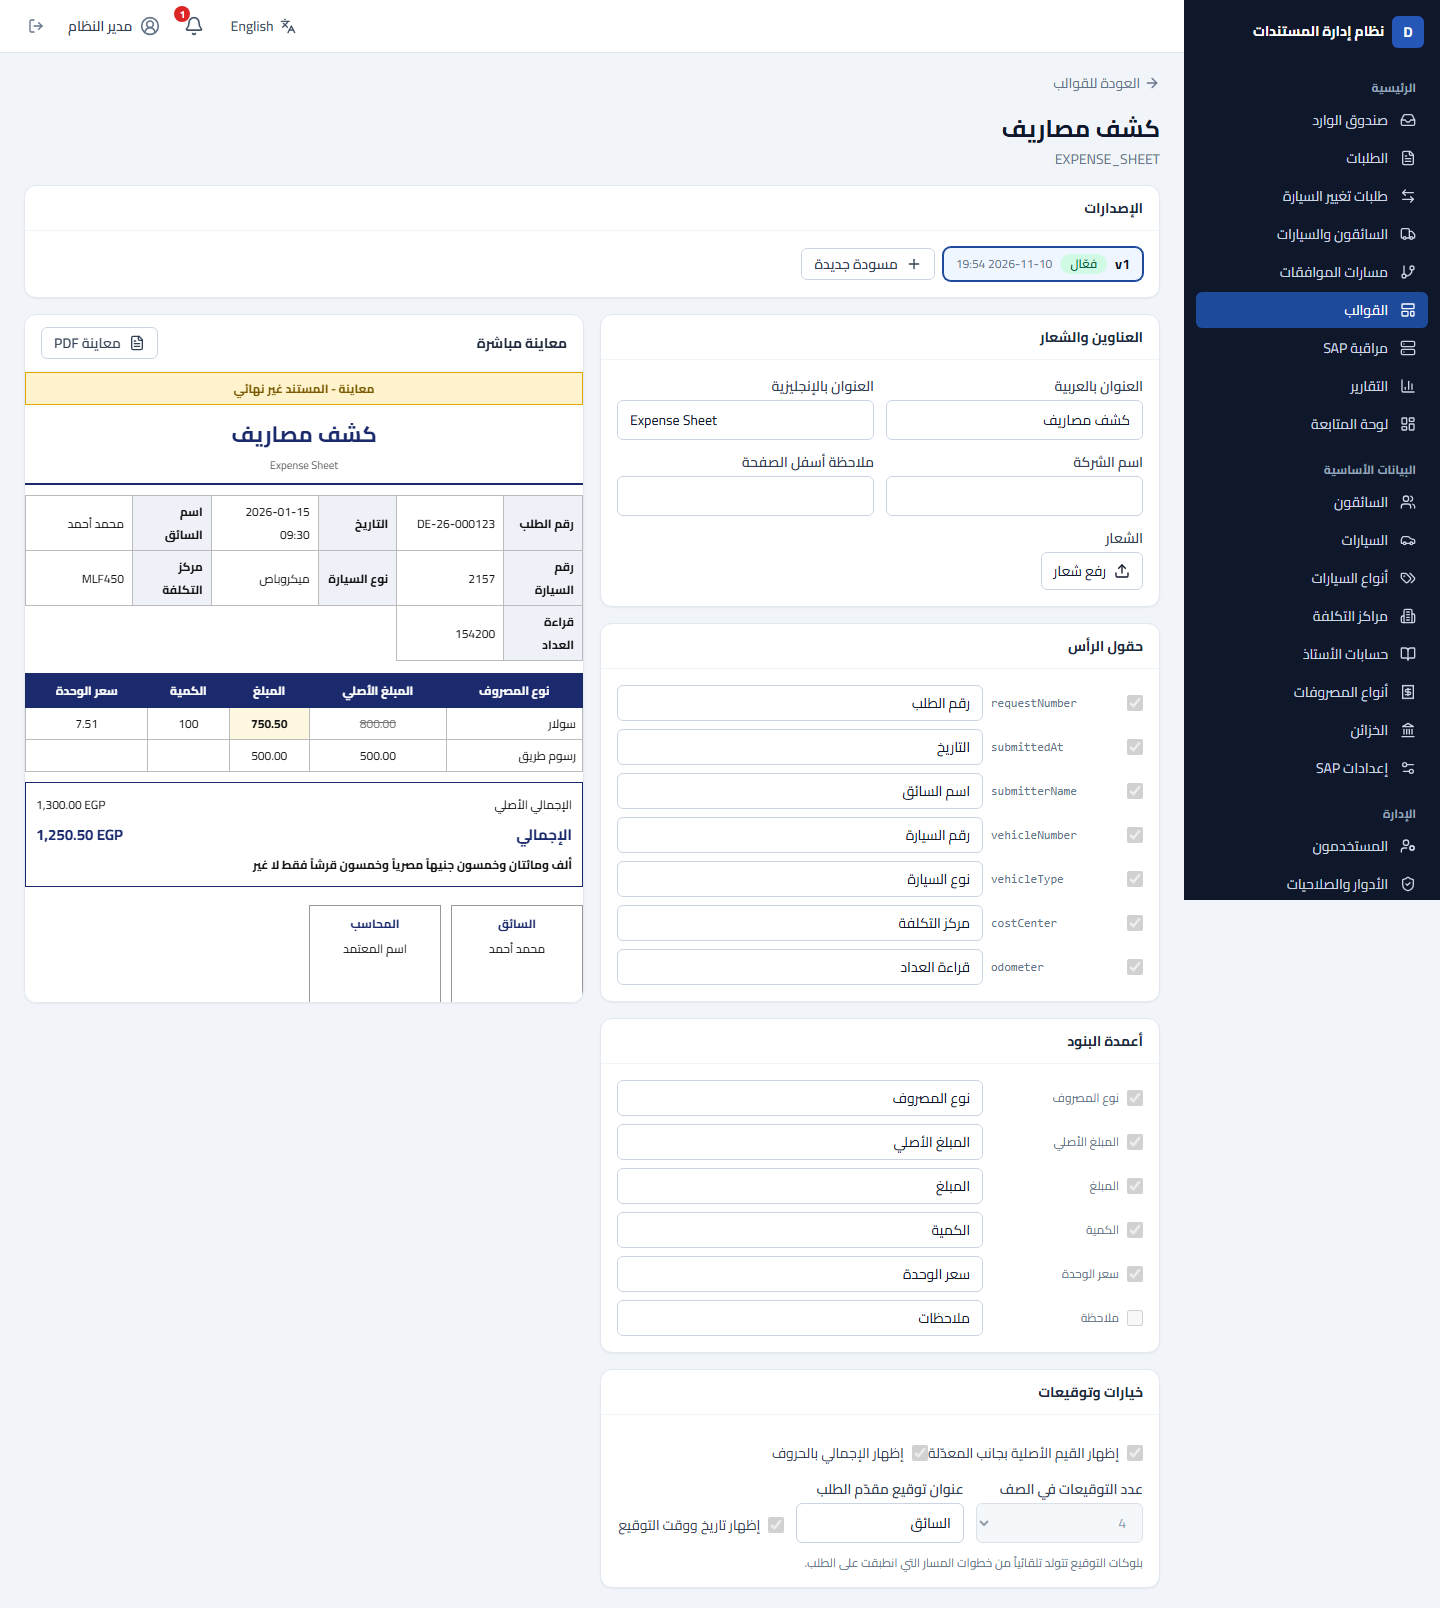 D نظام إدارة المستندات
الرئيسية
صندوق الوارد
الطلبات
طلبات تغيير السيارة
السائقون والسيارات
مسارات الموافقات
القوالب
مراقبة SAP
التقارير
لوحة المتابعة
البيانات الأساسية
السائقون
السيارات
أنواع السيارات
مراكز التكلفة
حسابات الأستاذ
أنواع المصروفات
الخزائن
إعدادات SAP
الإدارة
المستخدمون
الأدوار والصلاحيات
English
1
مدير النظام
العودة للقوالب
كشف مصاريف
EXPENSE_SHEET
الإصدارات
v1 فعّال 2026-11-10 19:54
مسودة جديدة
العناوين والشعار
العنوان بالعربية
العنوان بالإنجليزية
كشف مصاريف
Expense Sheet
اسم الشركة
ملاحظة أسفل الصفحة
الشعار
رفع شعار
حقول الرأس
requestNumber رقم الطلب
submittedAt التاريخ
submitterName اسم السائق
vehicleNumber رقم السيارة
vehicleType نوع السيارة
costCenter مركز التكلفة
odometer قراءة العداد
أعمدة البنود
نوع المصروف نوع المصروف
المبلغ الأصلي المبلغ الأصلي
المبلغ المبلغ
الكمية الكمية
سعر الوحدة سعر الوحدة
ملاحظة ملاحظات
خيارات وتوقيعات
إظهار القيم الأصلية بجانب المعدّلة
إظهار الإجمالي بالحروف
عدد التوقيعات في الصف
عنوان توقيع مقدّم الطلب
4
السائق
إظهار تاريخ ووقت التوقيع
بلوكات التوقيع تتولد تلقائياً من خطوات المسار التي انطبقت على الطلب.
معاينة مباشرة
معاينة PDF
معاينة - المستند غير نهائي
كشف مصاريف
Expense Sheet
رقم الطلب DE-26-000123 التاريخ 2026-01-15 09:30 اسم السائق محمد أحمد
رقم السيارة 2157 نوع السيارة ميكروباص مركز التكلفة MLF450
قراءة العداد 154200
نوع المصروف المبلغ الأصلي المبلغ الكمية سعر الوحدة
سولار 800.00 750.50 100 7.51
رسوم طريق 500.00 500.00
الإجمالي الأصلي 1,300.00 EGP
الإجمالي 1,250.50 EGP
ألف ومائتان وخمسون جنيهاً مصرياً وخمسون قرشاً فقط لا غير
السائق
محمد أحمد
المحاسب
اسم المعتمد